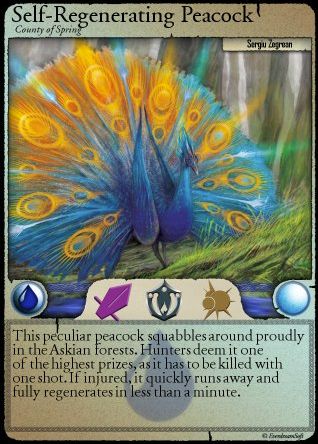 Self-Regenerating Peacock
County of Spring
Sergiu Zegrean
This peculiar peacock squabbles around proudly
in the Askian forests. Hunters deem it one
of the highest prizes, as it has to be killed with
one shot. If injured, it quickly runs away and
fully regenerates in less than a minute.
© EvendreamSoft